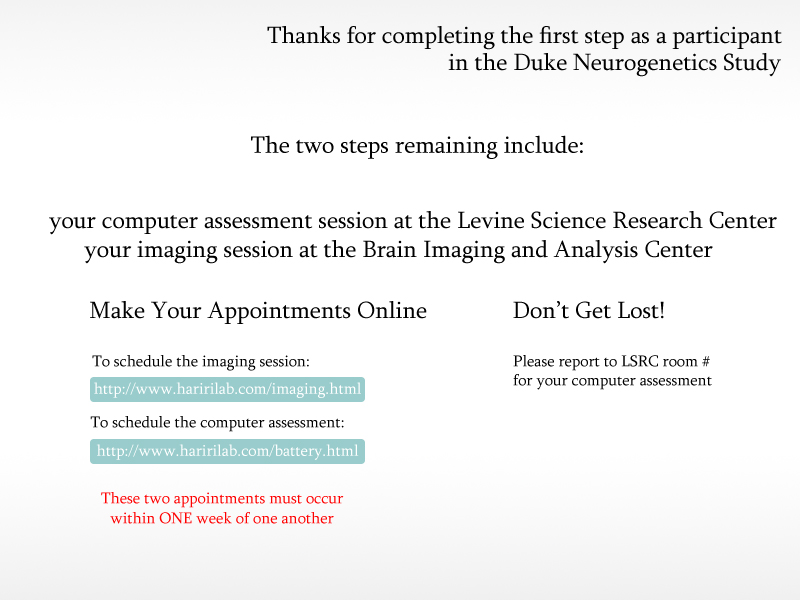 Thanks for completing the first step as a participant
in the Duke Neurogenetics Study
The two steps remaining include:
your computer assessment session at the Levine Science Research Center
your imaging session at the Brain Imaging and Analysis Center
Make Your Appointments Online
To schedule the imaging session:
http://www.haririlab.com/imaging.html
To schedule the computer assessment:
http://www.haririlab.com/battery.html
These two appointments must occur
within ONE week of one another
Don't Get Lost!
Please report to LSRC room #
for your computer assessment